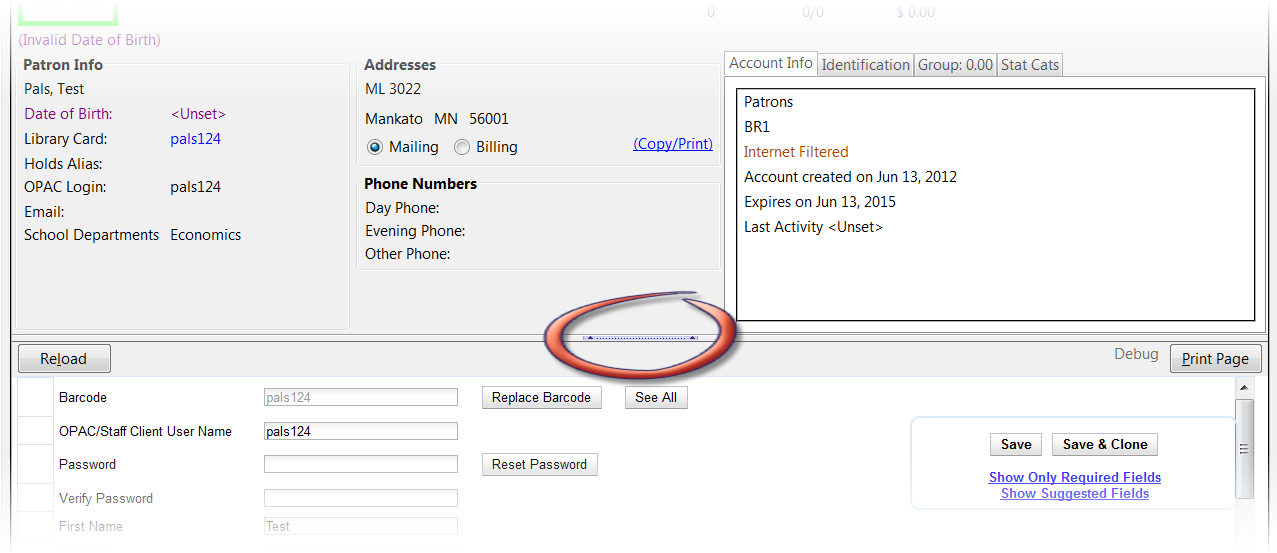 0 0/0 $ 0.00
(Invalid Date of Birth)
Patron Info
Pals, Test
Date of Birth: <Unset>
Library Card: pals124
Holds Alias:
OPAC Login: pals124
Email:
School Departments Economics
Addresses
ML 3022
Mankato MN 56001
Mailing Billing (Copy/Print)
Phone Numbers
Day Phone:
Evening Phone:
Other Phone:
Account Info Identification Group: 0.00 Stat Cats
Patrons
BR1
Internet Filtered
Account created on Jun 13, 2012
Expires on Jun 13, 2015
Last Activity <Unset>
Reload Debug Print Page
Barcode pals124 Replace Barcode See All
OPAC/Staff Client User Name pals124
Password Reset Password
Verify Password
First Name Test
Save Save & Clone
Show Only Required Fields
Show Suggested Fields